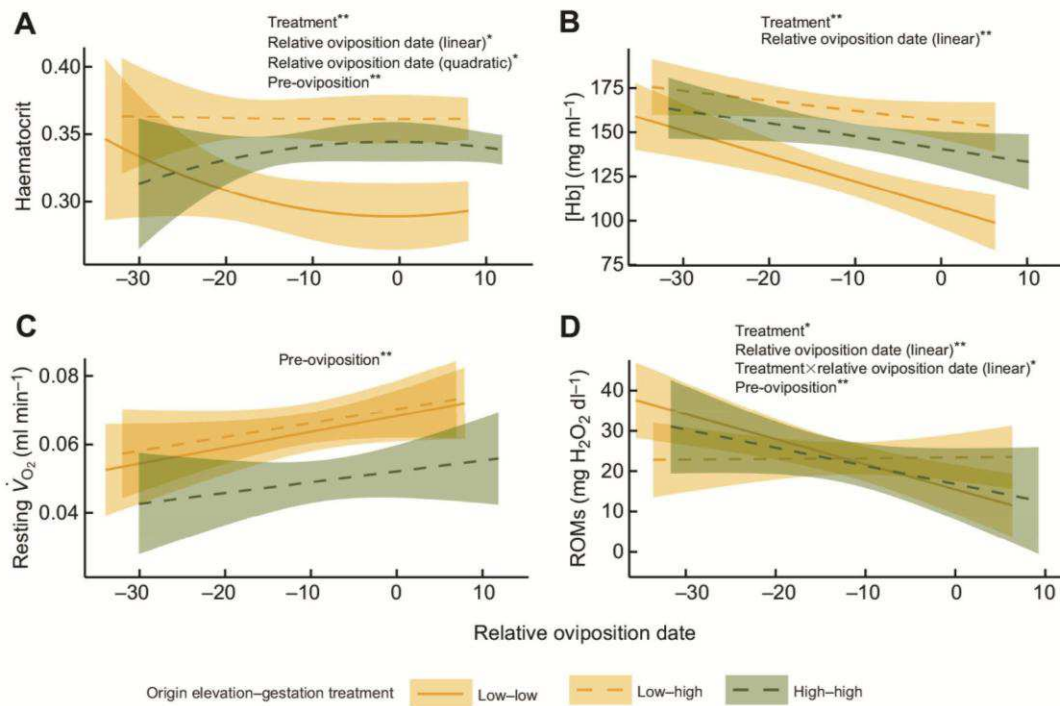 A
Treatment**
Relative oviposition date (linear)*
Relative oviposition date (quadratic)*
Pre-oviposition**
Haematocrit
0.40
0.35
0.30
–30 –20 –10 0 10
B
Treatment**
Relative oviposition date (linear)**
[Hb] (mg ml–1)
175
150
125
100
75
–30 –20 –10 0 10
C
Pre-oviposition**
Resting V̇O2 (ml min–1)
0.08
0.06
0.04
–30 –20 –10 0 10
D
Treatment*
Relative oviposition date (linear)**
Treatment×relative oviposition date (linear)*
Pre-oviposition**
ROMs (mg H2O2 dl–1)
40
30
20
10
0
–30 –20 –10 0 10
Relative oviposition date
Origin elevation–gestation treatment Low–low Low–high High–high